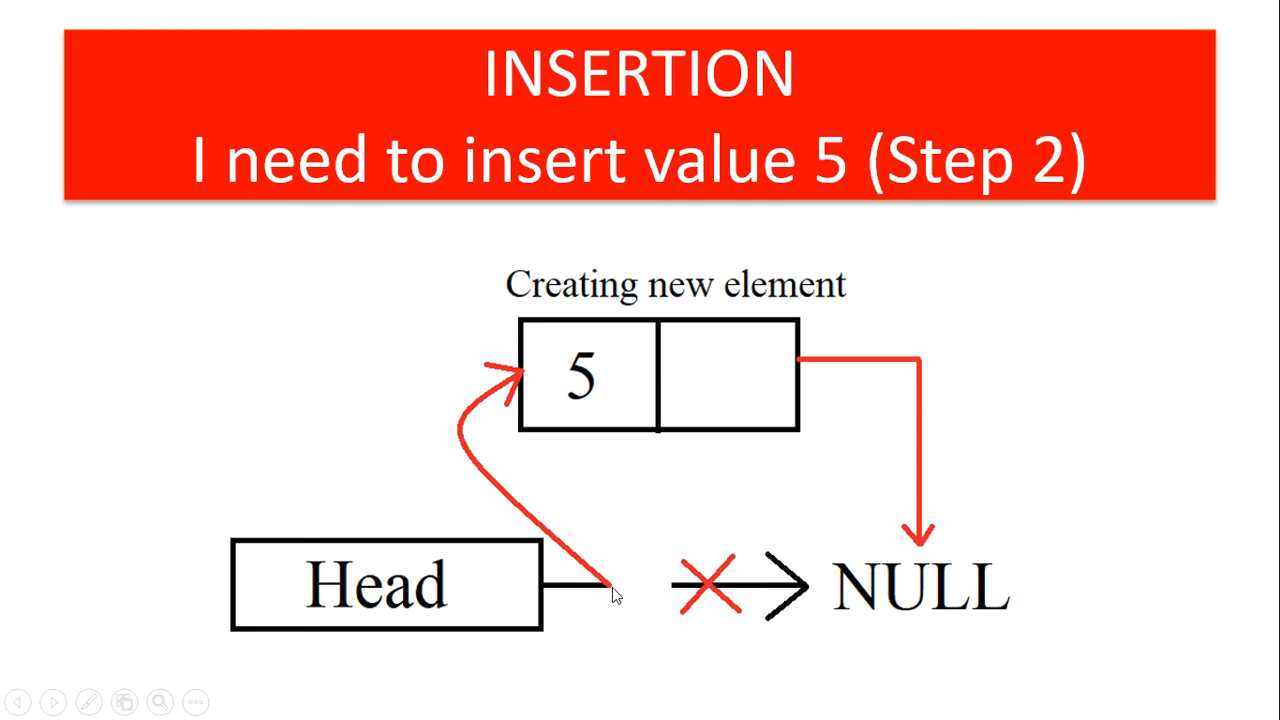 INSERTION
I need to insert value 5 (Step 2)
Creating new element
5
Head
NULL